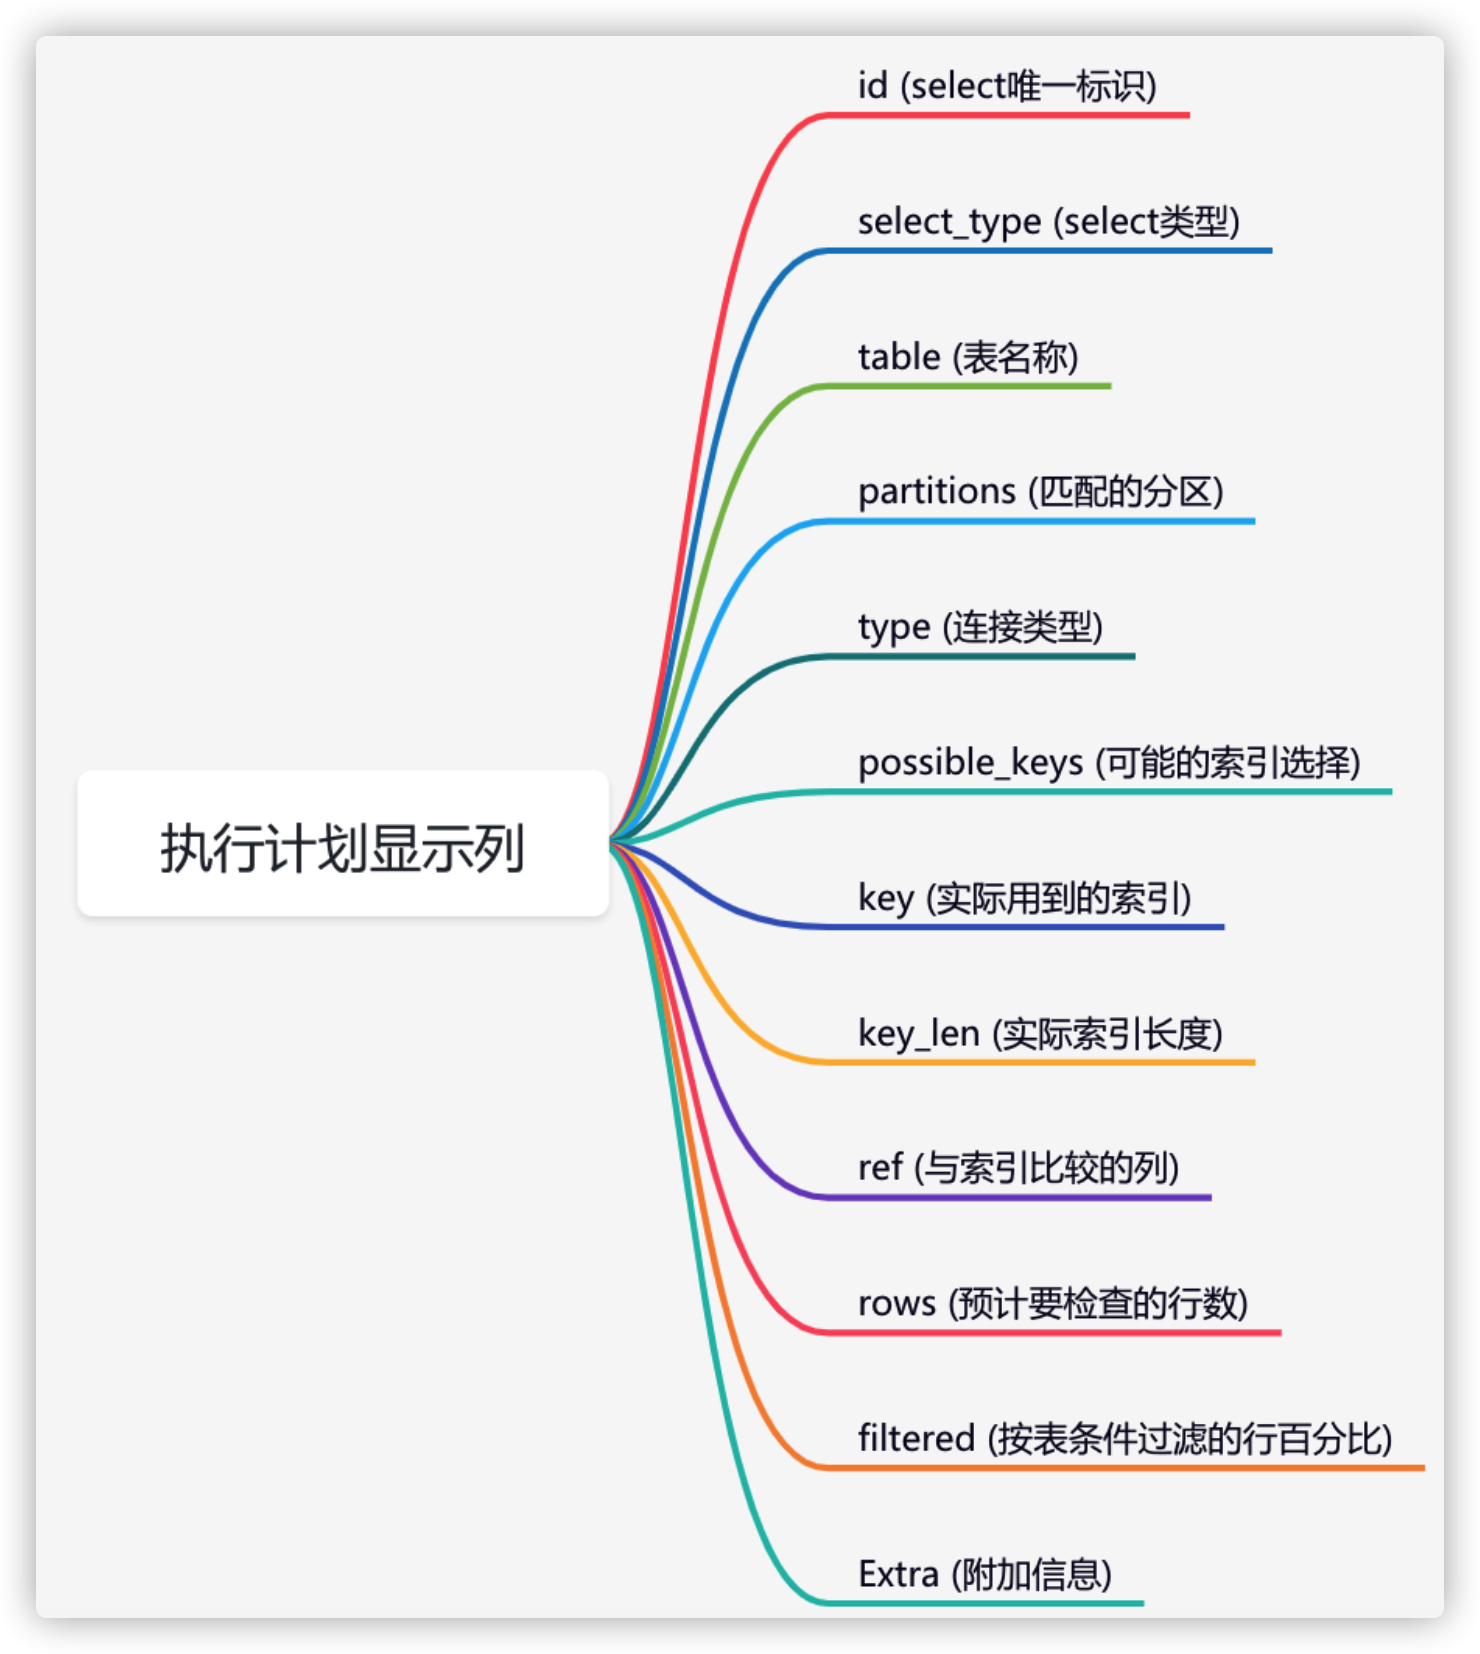 执行计划显示列
id (select唯一标识)
select_type (select类型)
table (表名称)
partitions (匹配的分区)
type (连接类型)
possible_keys (可能的索引选择)
key (实际用到的索引)
key_len (实际索引长度)
ref (与索引比较的列)
rows (预计要检查的行数)
filtered (按表条件过滤的行百分比)
Extra (附加信息)